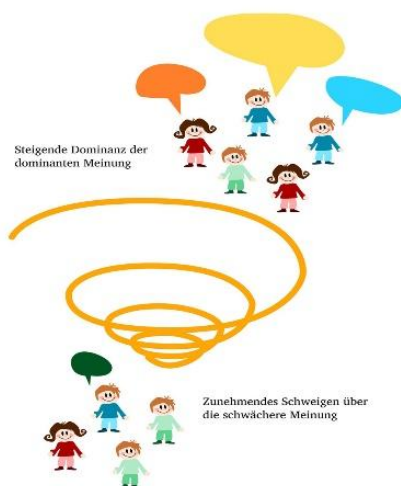 Steigende Dominanz der
dominanten Meinung
Zunehmendes Schweigen über
die schwächere Meinung